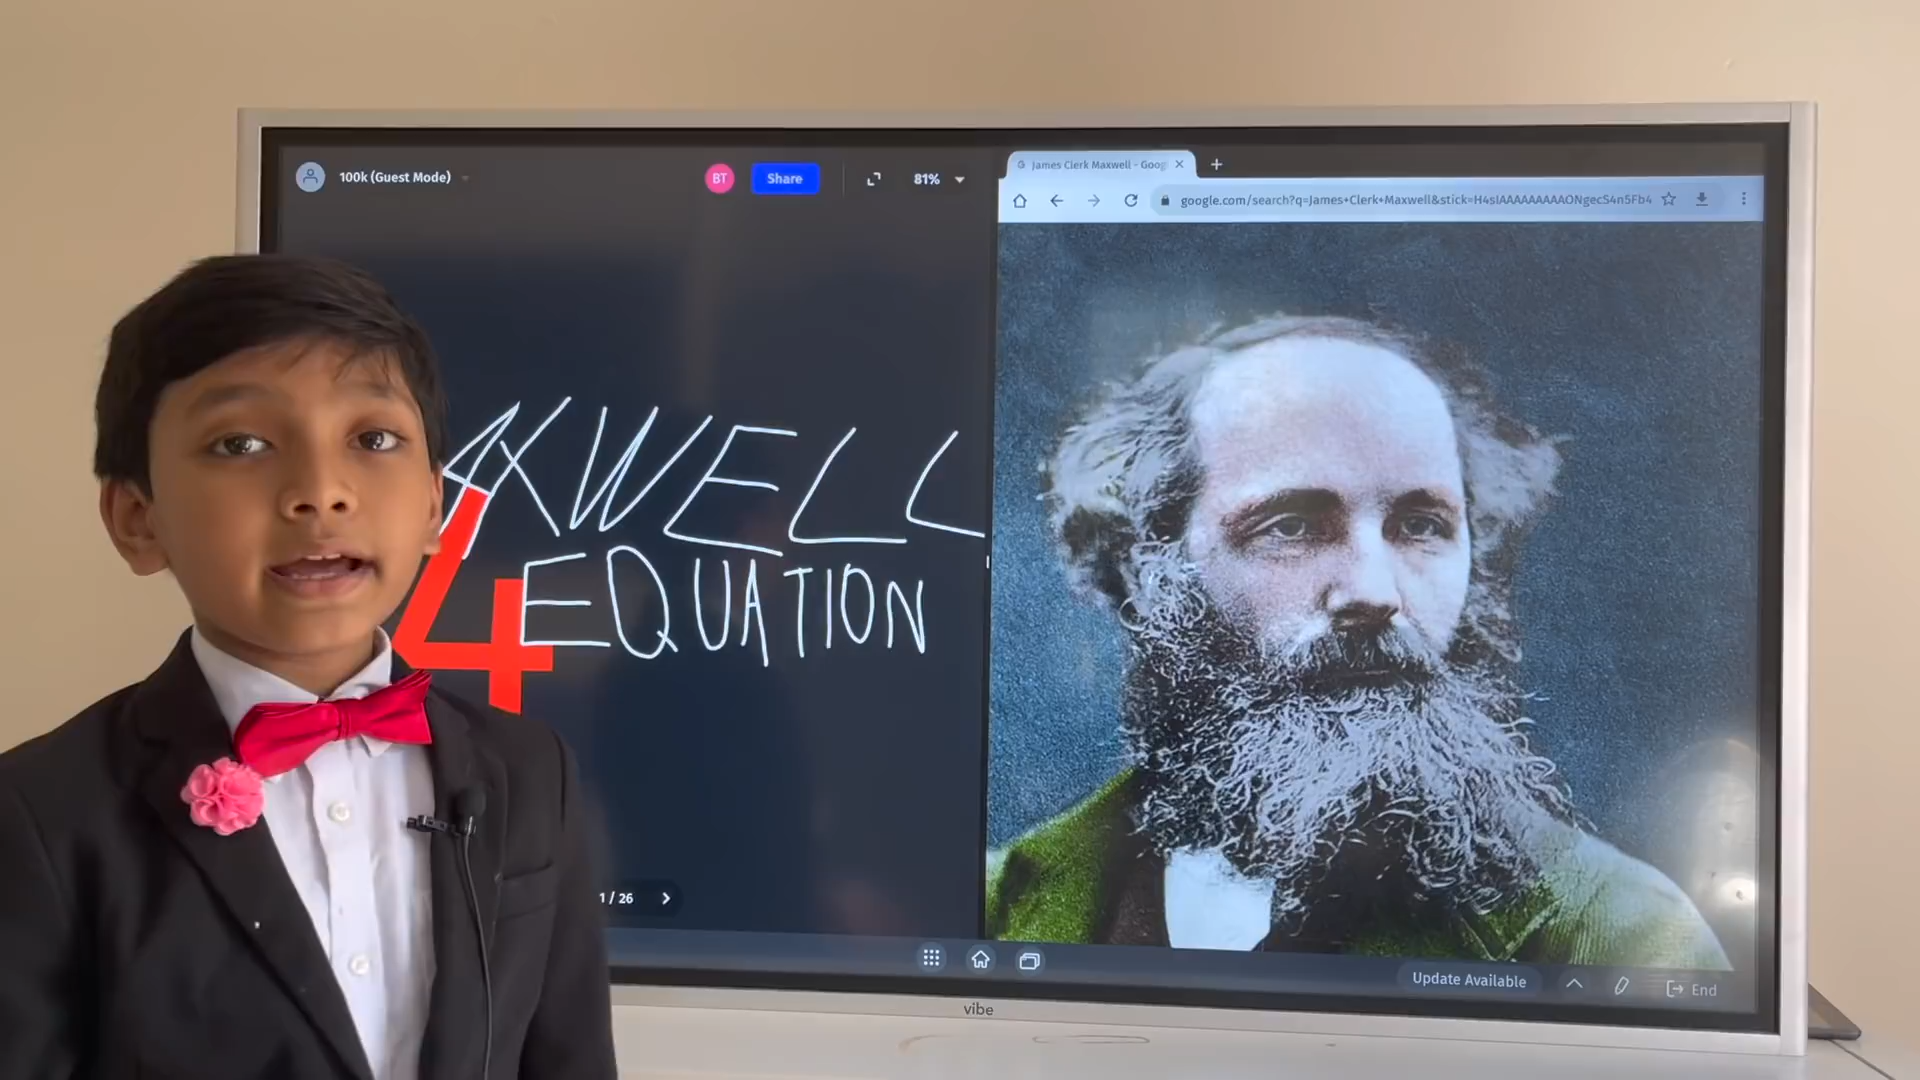 100k (Guest Mode)
BT
Share
81%
James Clerk Maxwell - Goog
google.com/search?q=James+Clerk+Maxwell&stick=H4sIAAAAAAAAAONgecS4n5Fb4
AXWELL
4 EQUATION
1 / 26
Update Available
End
vibe